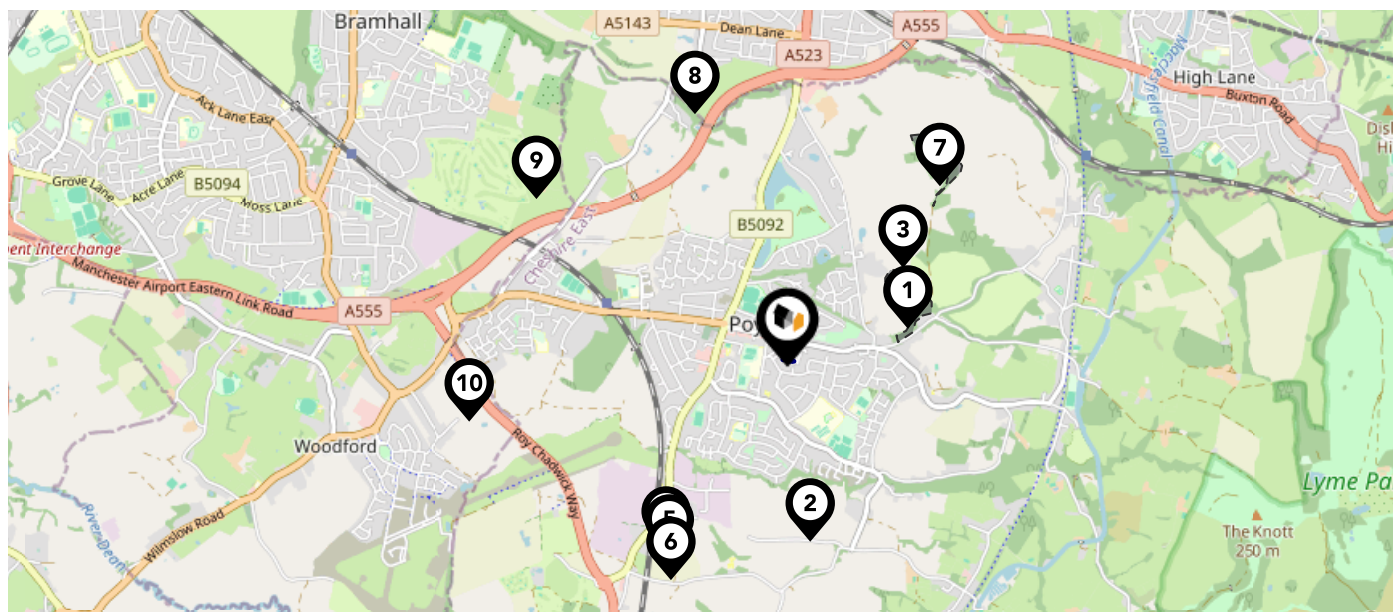 Bramhall
A5143
Dean Lane
A555
A523
High Lane
Buxton Road
Macclesfield Canal
8
Ack Lane East
7
9
Grove Lane
Acre Lane
B5094
Moss Lane
B5092
3
Cheshire East
Manchester Airport Eastern Link Road
A555
1
Poy
10
Woodford
Roy Chadwick Way
Lyme Pa
2
5
6
River Dean
Wilmslow Road
The Knott
250 m